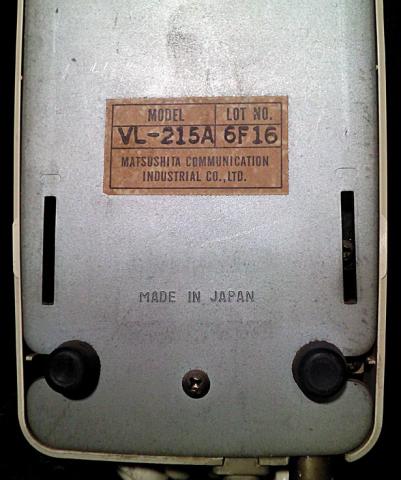 MODEL LOT NO.
VL-215A 6F16
MATSUSHITA COMMUNICATION
INDUSTRIAL CO.,LTD.
MADE IN JAPAN